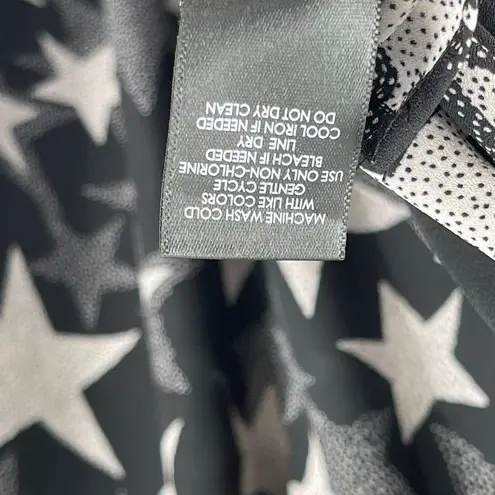 MACHINE WASH COLD
WITH LIKE COLORS
GENTLE CYCLE
USE ONLY NON-CHLORINE
BLEACH IF NEEDED
LINE DRY
COOL IRON IF NEEDED
DO NOT DRY CLEAN